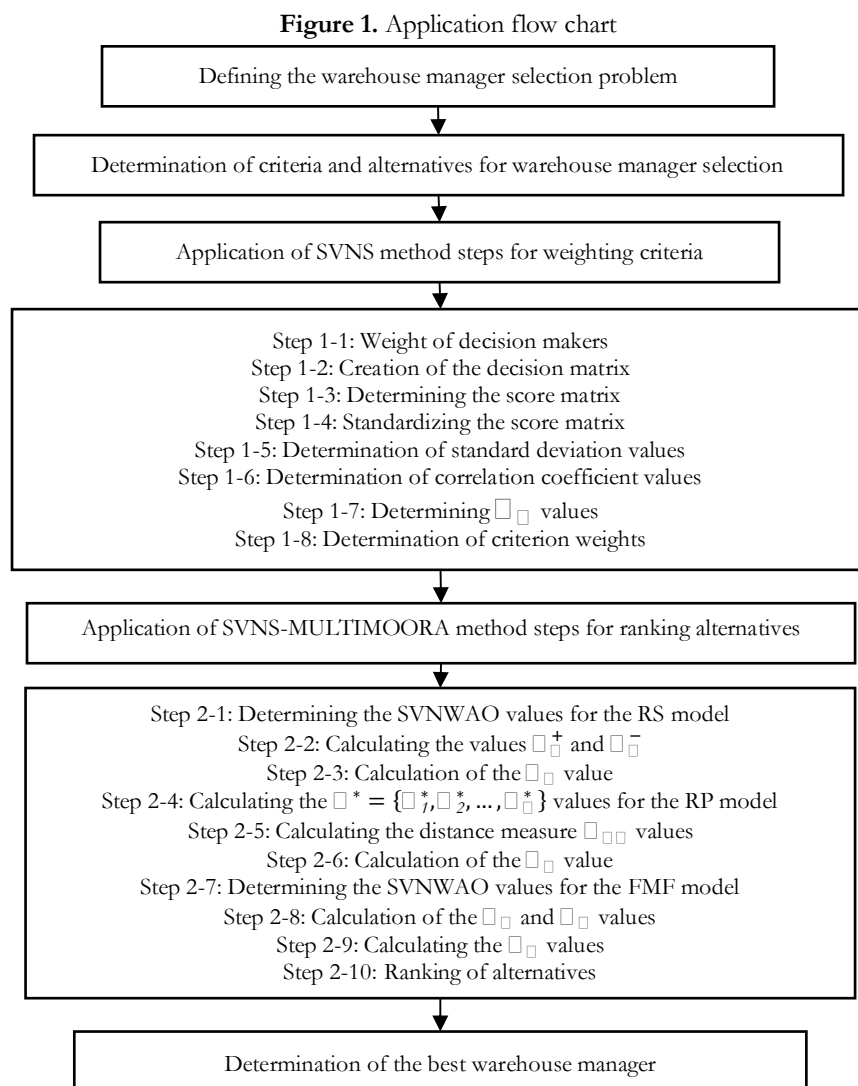 Figure 1. Application flow chart
Defining the warehouse manager selection problem
Determination of criteria and alternatives for warehouse manager selection
Application of SVNS method steps for weighting criteria
Step 1-1: Weight of decision makers
Step 1-2: Creation of the decision matrix
Step 1-3: Determining the score matrix
Step 1-4: Standardizing the score matrix
Step 1-5: Determination of standard deviation values
Step 1-6: Determination of correlation coefficient values
Step 1-7: Determining □□ values
Step 1-8: Determination of criterion weights
Application of SVNS-MULTIMOORA method steps for ranking alternatives
Step 2-1: Determining the SVNWAO values for the RS model
Step 2-2: Calculating the values □□⁺ and □□⁻
Step 2-3: Calculation of the □□ value
Step 2-4: Calculating the □* = {□₁*, □₂*, ..., □□*} values for the RP model
Step 2-5: Calculating the distance measure □□□ values
Step 2-6: Calculation of the □□ value
Step 2-7: Determining the SVNWAO values for the FMF model
Step 2-8: Calculation of the □□ and □□ values
Step 2-9: Calculating the □□ values
Step 2-10: Ranking of alternatives
Determination of the best warehouse manager